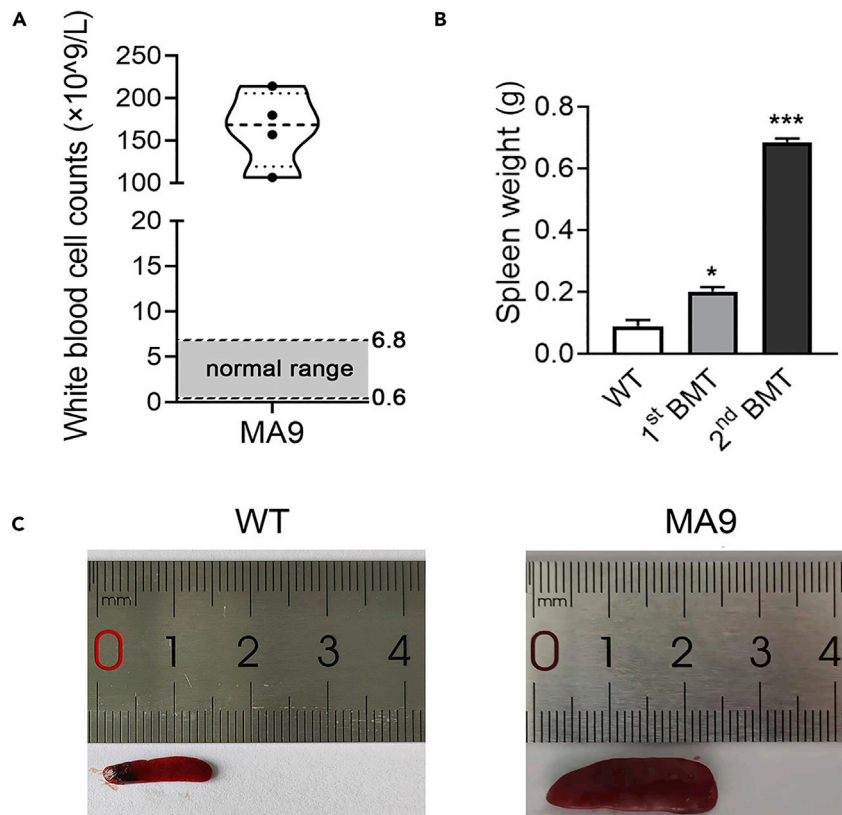 A
White blood cell counts (×10^9/L)
250
200
150
100
20
15
10
5
0
normal range
6.8
0.6
MA9
B
Spleen weight (g)
0.8
0.6
0.4
0.2
0.0
*
***
WT
1st BMT
2nd BMT
C
WT
mm
0 1 2 3 4
MA9
mm
0 1 2 3 4